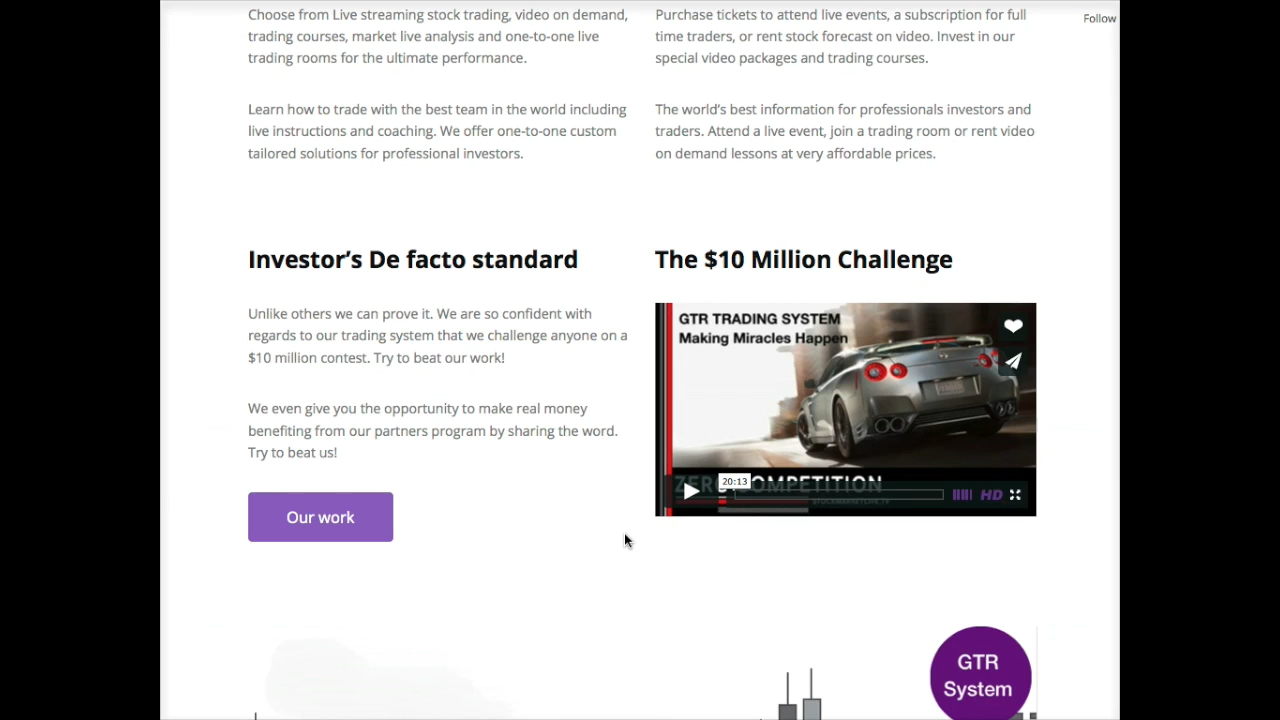 Choose from Live streaming stock trading, video on demand,
trading courses, market live analysis and one-to-one live
trading rooms for the ultimate performance.
Learn how to trade with the best team in the world including
live instructions and coaching. We offer one-to-one custom
tailored solutions for professional investors.
Purchase tickets to attend live events, a subscription for full
time traders, or rent stock forecast on video. Invest in our
special video packages and trading courses.
The world's best information for professionals investors and
traders. Attend a live event, join a trading room or rent video
on demand lessons at very affordable prices.
Follow
Investor's De facto standard
Unlike others we can prove it. We are so confident with
regards to our trading system that we challenge anyone on a
$10 million contest. Try to beat our work!
We even give you the opportunity to make real money
benefiting from our partners program by sharing the word.
Try to beat us!
Our work
The $10 Million Challenge
GTR TRADING SYSTEM
Making Miracles Happen
20:13
COMPETITION
HD
GTR
System